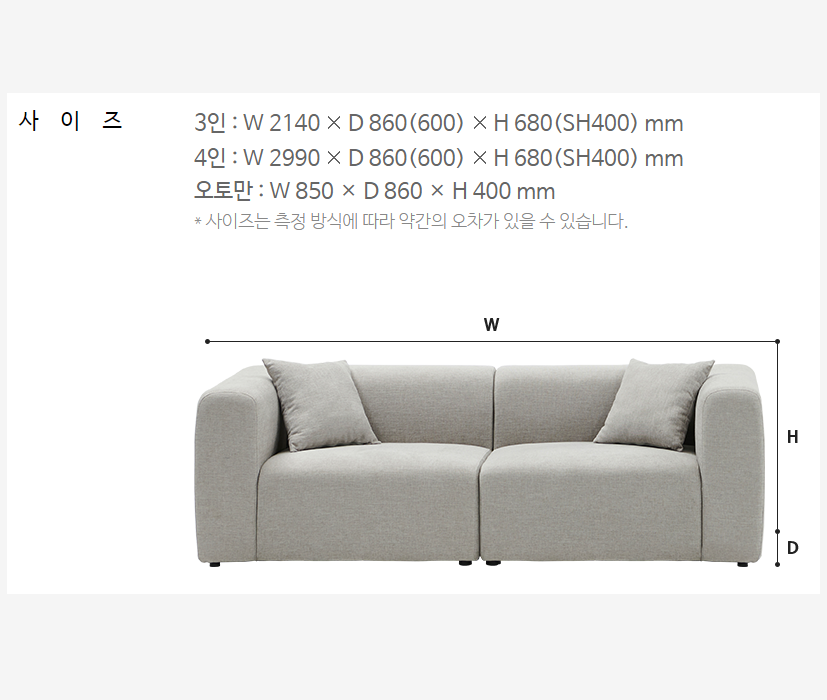 사 이 즈
3인 : W 2140 × D 860(600) × H 680(SH400) mm
4인 : W 2990 × D 860(600) × H 680(SH400) mm
오토만 : W 850 × D 860 × H 400 mm
* 사이즈는 측정 방식에 따라 약간의 오차가 있을 수 있습니다.
W
H
D